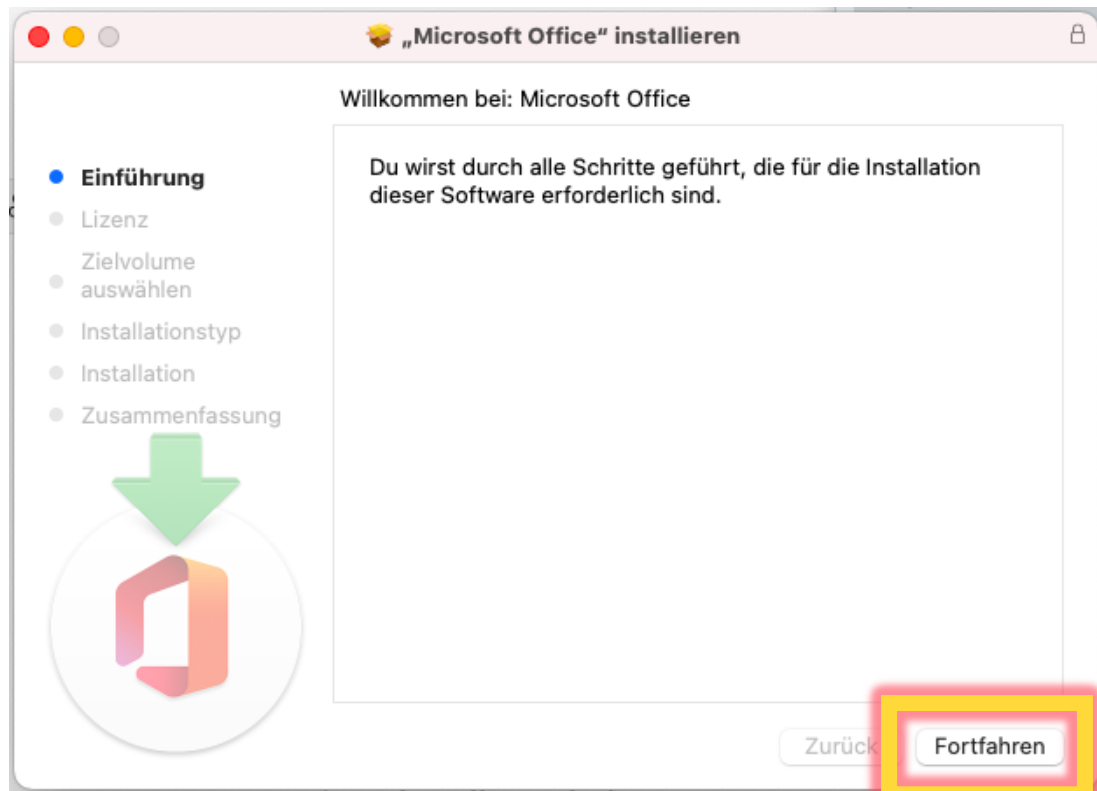 „Microsoft Office“ installieren
Willkommen bei: Microsoft Office
Einführung
Lizenz
Zielvolume
auswählen
Installationstyp
Installation
Zusammenfassung
Du wirst durch alle Schritte geführt, die für die Installation
dieser Software erforderlich sind.
Zurück
Fortfahren